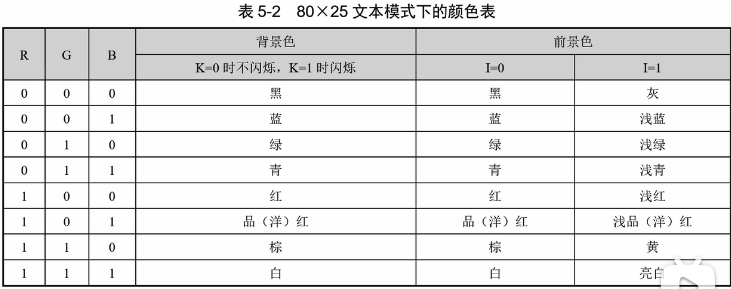 表 5-2 80×25 文本模式下的颜色表
R G B 背景色 前景色
K=0 时不闪烁，K=1 时闪烁 I=0 I=1
0 0 0 黑 黑 灰
0 0 1 蓝 蓝 浅蓝
0 1 0 绿 绿 浅绿
0 1 1 青 青 浅青
1 0 0 红 红 浅红
1 0 1 品（洋）红 品（洋）红 浅品（洋）红
1 1 0 棕 棕 黄
1 1 1 白 白 亮白